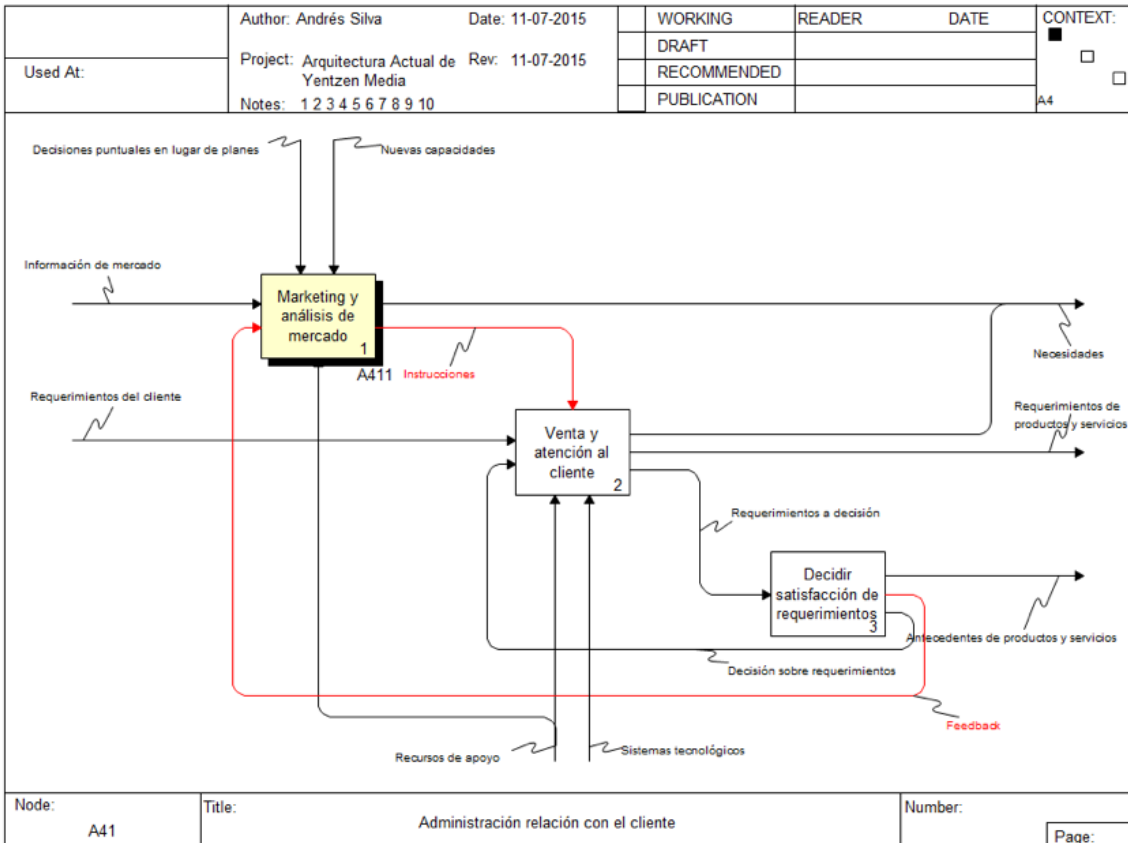 Used At:
Author: Andrés Silva
Date: 11-07-2015
Project: Arquitectura Actual de
Yentzen Media
Rev: 11-07-2015
Notes: 1 2 3 4 5 6 7 8 9 10
WORKING
DRAFT
RECOMMENDED
PUBLICATION
READER DATE
CONTEXT:
A4
Decisiones puntuales en lugar de planes
Nuevas capacidades
Información de mercado
Marketing y
análisis de
mercado
1
A411
Instrucciones
Necesidades
Requerimientos del cliente
Requerimientos de
productos y servicios
Venta y
atención al
cliente
2
Requerimientos a decisión
Decidir
satisfacción de
requerimientos
3
Antecedentes de productos y servicios
Decisión sobre requerimientos
Feedback
Recursos de apoyo
Sistemas tecnológicos
Node:
A41
Title:
Administración relación con el cliente
Number:
Page: